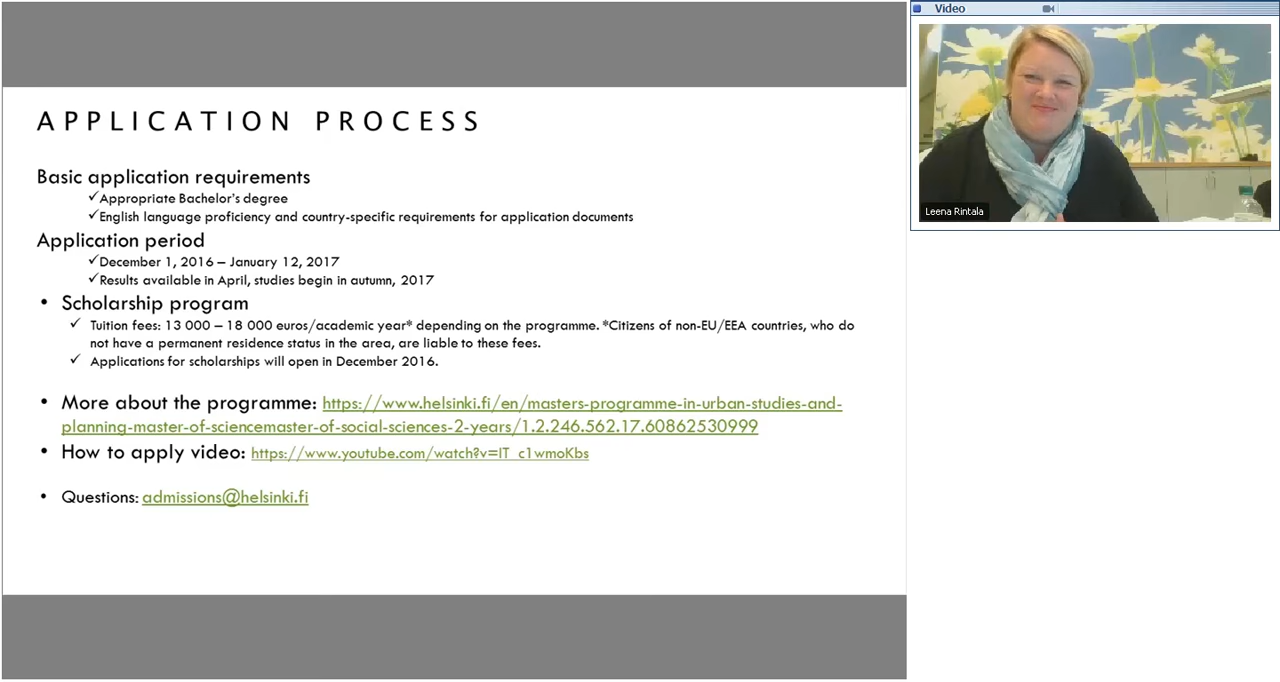 APPLICATION PROCESS
Basic application requirements
✓Appropriate Bachelor's degree
✓English language proficiency and country-specific requirements for application documents
Application period
✓December 1, 2016 – January 12, 2017
✓Results available in April, studies begin in autumn, 2017
• Scholarship program
✓ Tuition fees: 13 000 – 18 000 euros/academic year* depending on the programme. *Citizens of non-EU/EEA countries, who do
not have a permanent residence status in the area, are liable to these fees.
✓ Applications for scholarships will open in December 2016.
• More about the programme: https://www.helsinki.fi/en/masters-programme-in-urban-studies-and-
planning-master-of-sciencemaster-of-social-sciences-2-years/1.2.246.562.17.60862530999
• How to apply video: https://www.youtube.com/watch?v=IT_c1wmoKbs
• Questions: admissions@helsinki.fi
Video
Leena Rintala